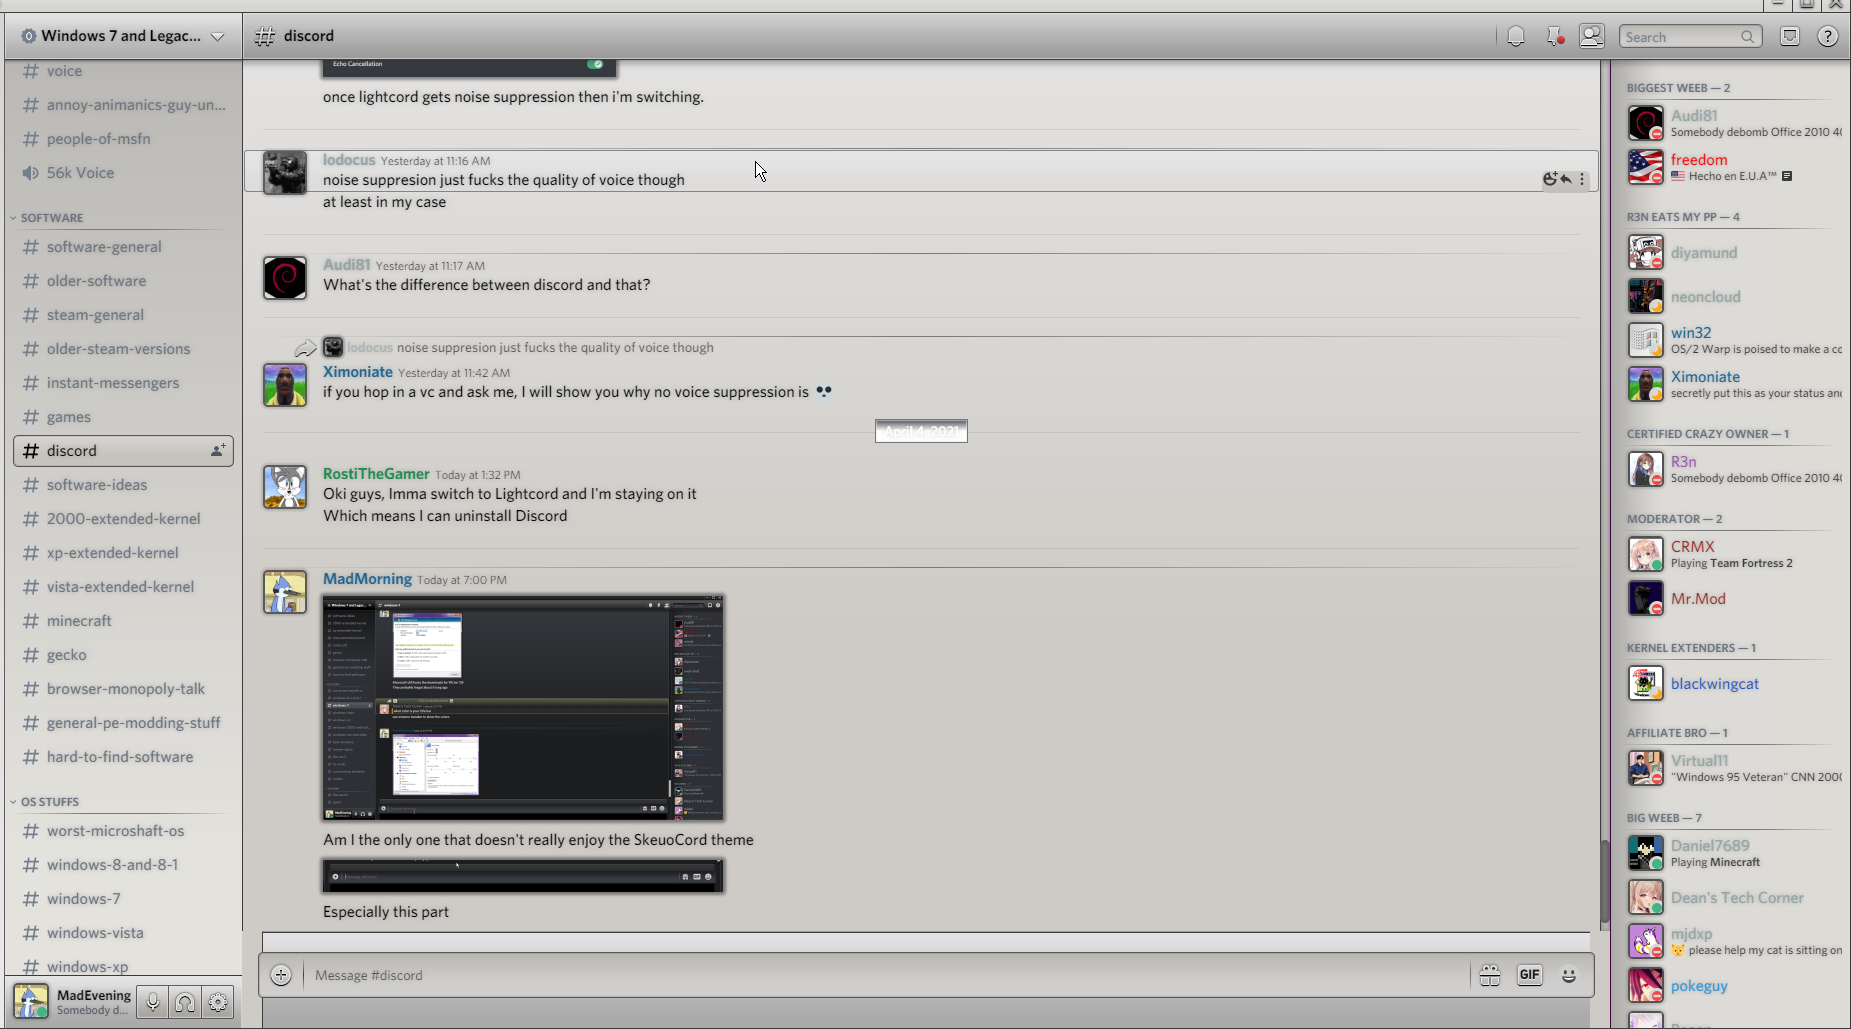 Windows 7 and Legac...
# discord
Search
# voice
# annoy-animanics-guy-un...
# people-of-msfn
56k Voice
SOFTWARE
# software-general
# older-software
# steam-general
# older-steam-versions
# instant-messengers
# games
# discord
# software-ideas
# 2000-extended-kernel
# xp-extended-kernel
# vista-extended-kernel
# minecraft
# gecko
# browser-monopoly-talk
# general-pe-modding-stuff
# hard-to-find-software
OS STUFFS
# worst-microshaft-os
# windows-8-and-8-1
# windows-7
# windows-vista
# windows-xp
MadEvening
Somebody d...
Echo Cancellation
once lightcord gets noise suppression then i'm switching.
lodocus Yesterday at 11:16 AM
noise suppresion just fucks the quality of voice though
at least in my case
Audi81 Yesterday at 11:17 AM
What's the difference between discord and that?
lodocus noise suppresion just fucks the quality of voice though
Ximoniate Yesterday at 11:42 AM
if you hop in a vc and ask me, I will show you why no voice suppression is
April 4, 2021
RostiTheGamer Today at 1:32 PM
Oki guys, Imma switch to Lightcord and I'm staying on it
Which means I can uninstall Discord
MadMorning Today at 7:00 PM
Am I the only one that doesn't really enjoy the SkeuoCord theme
Especially this part
Message #discord
GIF
BIGGEST WEEB — 2
Audi81
Somebody debomb Office 2010 40
freedom
Hecho en E.U.A™
R3N EATS MY PP — 4
diyamund
neoncloud
win32
OS/2 Warp is poised to make a co
Ximoniate
secretly put this as your status and
CERTIFIED CRAZY OWNER — 1
R3n
Somebody debomb Office 2010 40
MODERATOR — 2
CRMX
Playing Team Fortress 2
Mr.Mod
KERNEL EXTENDERS — 1
blackwingcat
AFFILIATE BRO — 1
Virtual11
"Windows 95 Veteran" CNN 2000
BIG WEEB — 7
Daniel7689
Playing Minecraft
Dean's Tech Corner
mjdxp
please help my cat is sitting on
pokeguy